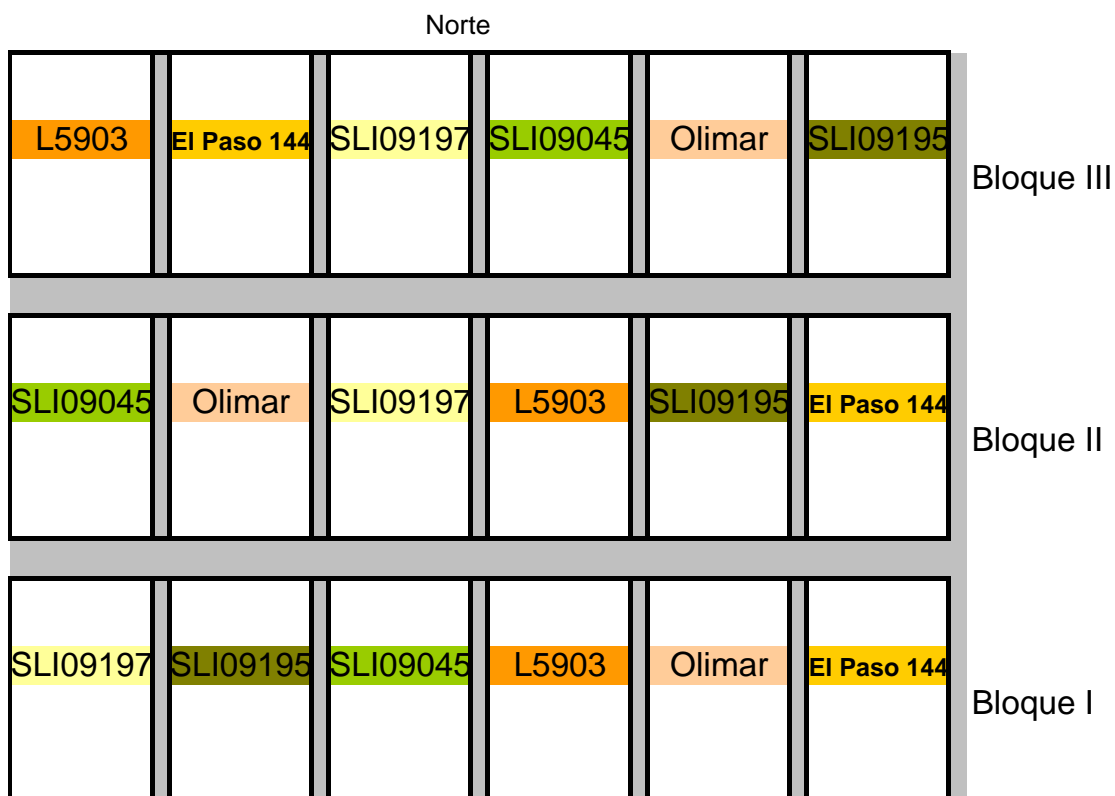 Norte
L5903 El Paso 144 SLI09197 SLI09045 Olimar SLI09195
Bloque III
SLI09045 Olimar SLI09197 L5903 SLI09195 El Paso 144
Bloque II
SLI09197 SLI09195 SLI09045 L5903 Olimar El Paso 144
Bloque I